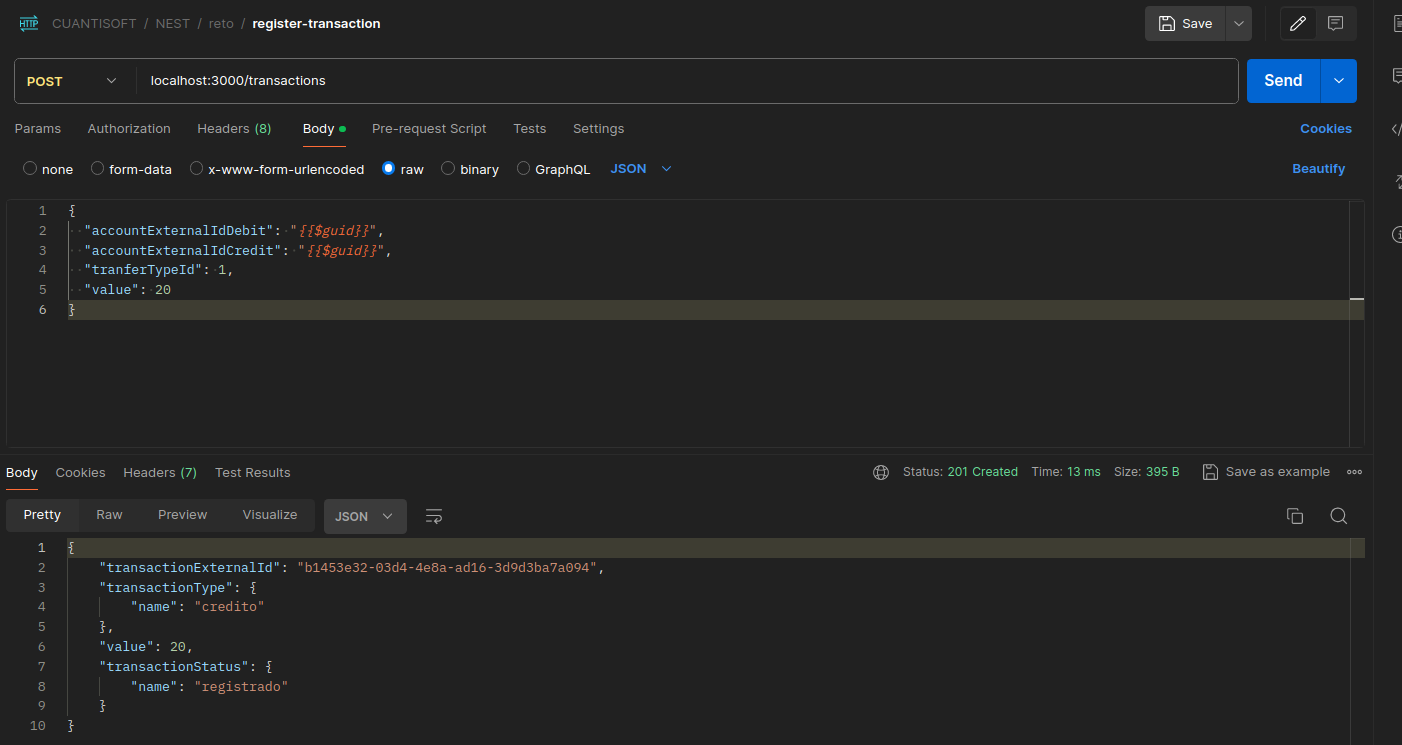 HTTP CUANTISOFT / NEST / reto / register-transaction Save
POST localhost:3000/transactions Send
Params Authorization Headers (8) Body Pre-request Script Tests Settings Cookies
none form-data x-www-form-urlencoded raw binary GraphQL JSON Beautify
1 {
2 "accountExternalIdDebit": "{{$guid}}",
3 "accountExternalIdCredit": "{{$guid}}",
4 "tranferTypeId": 1,
5 "value": 20
6 }
Body Cookies Headers (7) Test Results Status: 201 Created Time: 13 ms Size: 395 B Save as example
Pretty Raw Preview Visualize JSON
1 {
2 "transactionExternalId": "b1453e32-03d4-4e8a-ad16-3d9d3ba7a094",
3 "transactionType": {
4 "name": "credito"
5 },
6 "value": 20,
7 "transactionStatus": {
8 "name": "registrado"
9 }
10 }